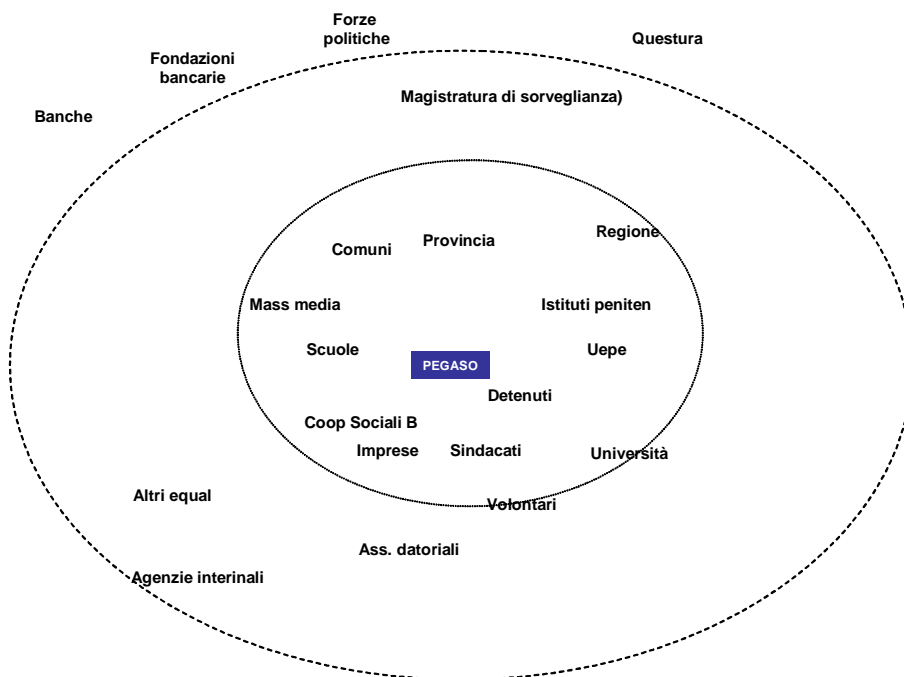 Forze
politiche
Questura
Fondazioni
bancarie
Magistratura di sorveglianza)
Banche
Regione
Provincia
Comuni
Mass media
Istituti peniten
Scuole
Uepe
PEGASO
Detenuti
Coop Sociali B
Imprese
Sindacati
Università
Altri equal
Volontari
Ass. datoriali
Agenzie interinali